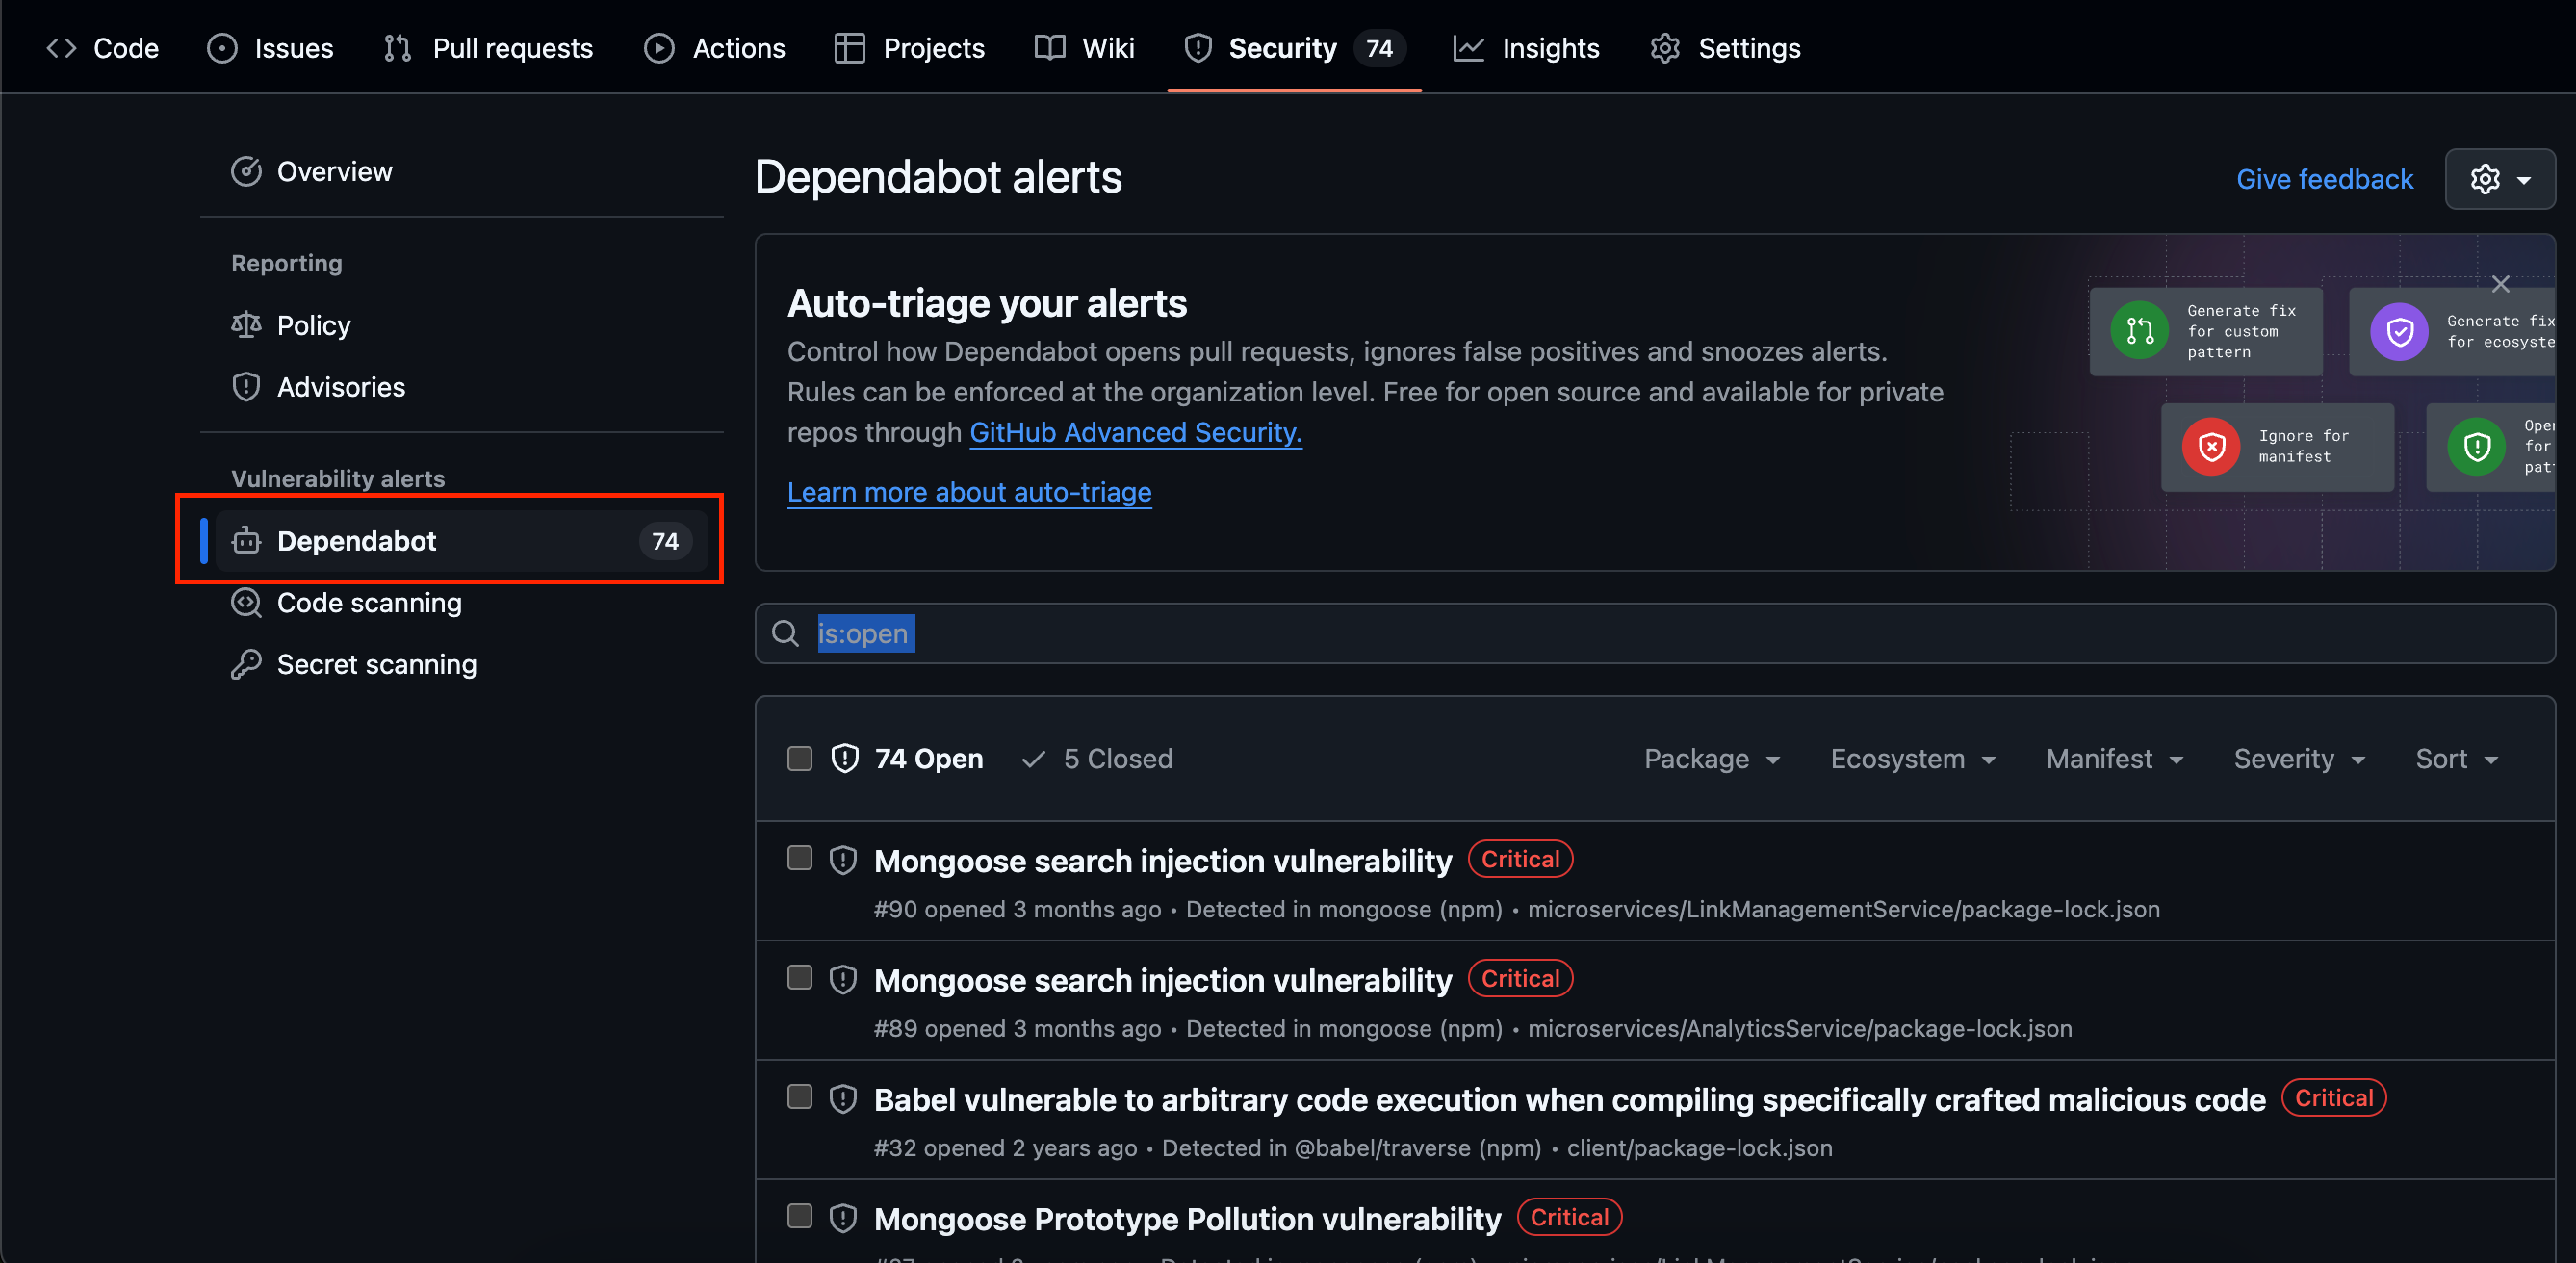 Code Issues Pull requests Actions Projects Wiki Security 74 Insights Settings
Overview
Reporting
Policy
Advisories
Vulnerability alerts
Dependabot 74
Code scanning
Secret scanning
Dependabot alerts
Give feedback
Auto-triage your alerts
Control how Dependabot opens pull requests, ignores false positives and snoozes alerts.
Rules can be enforced at the organization level. Free for open source and available for private
repos through GitHub Advanced Security.
Learn more about auto-triage
Generate fix
for custom
pattern
Generate fix
for
Ignore for
manifest
for
is:open
74 Open 5 Closed Package Ecosystem Manifest Severity Sort
Mongoose search injection vulnerability Critical
#90 opened 3 months ago • Detected in mongoose (npm) • microservices/LinkManagementService/package-lock.json
Mongoose search injection vulnerability Critical
#89 opened 3 months ago • Detected in mongoose (npm) • microservices/AnalyticsService/package-lock.json
Babel vulnerable to arbitrary code execution when compiling specifically crafted malicious code Critical
#32 opened 2 years ago • Detected in @babel/traverse (npm) • client/package-lock.json
Mongoose Prototype Pollution vulnerability Critical